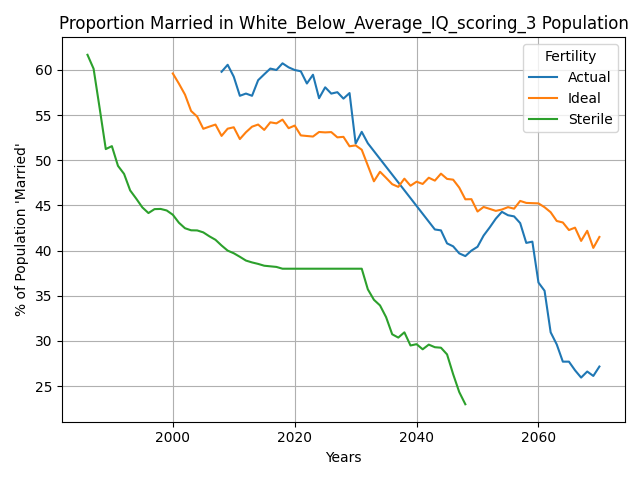 Proportion Married in White_Below_Average_IQ_scoring_3 Population
Fertility
Actual
Ideal
Sterile
% of Population 'Married'
60
55
50
45
40
35
30
25
2000
2020
2040
2060
Years